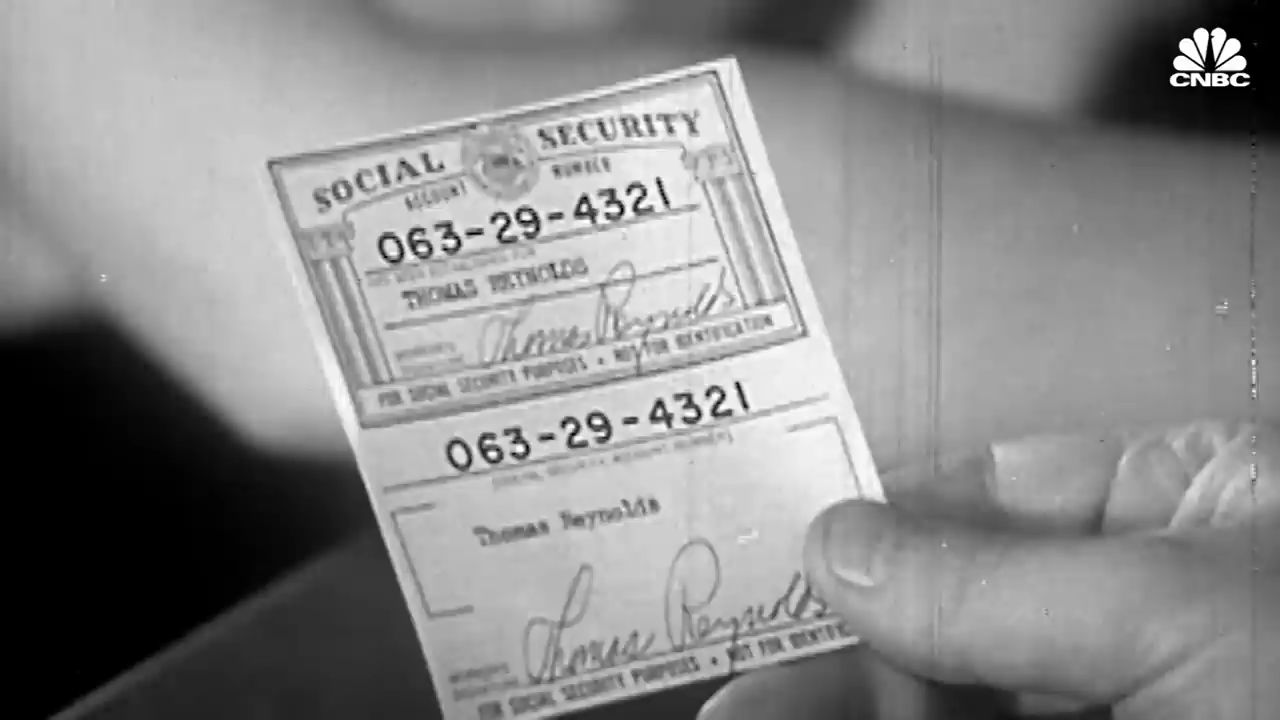 CNBC
SOCIAL SECURITY
ACCOUNT NUMBER
063-29-4321
THOMAS REYNOLDS
Thomas Reynolds
FOR SOCIAL SECURITY PURPOSES • NOT FOR IDENTIFICATION
063-29-4321
Thomas Reynolds
Thomas Reynolds
FOR SOCIAL SECURITY PURPOSES • NOT FOR